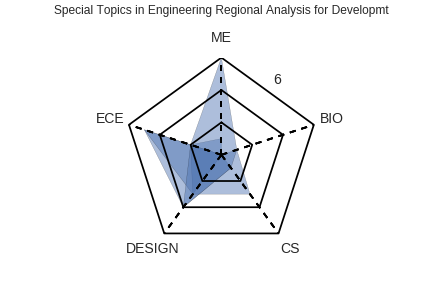 Special Topics in Engineering Regional Analysis for Developmt
ME
6
ECE
BIO
DESIGN
CS